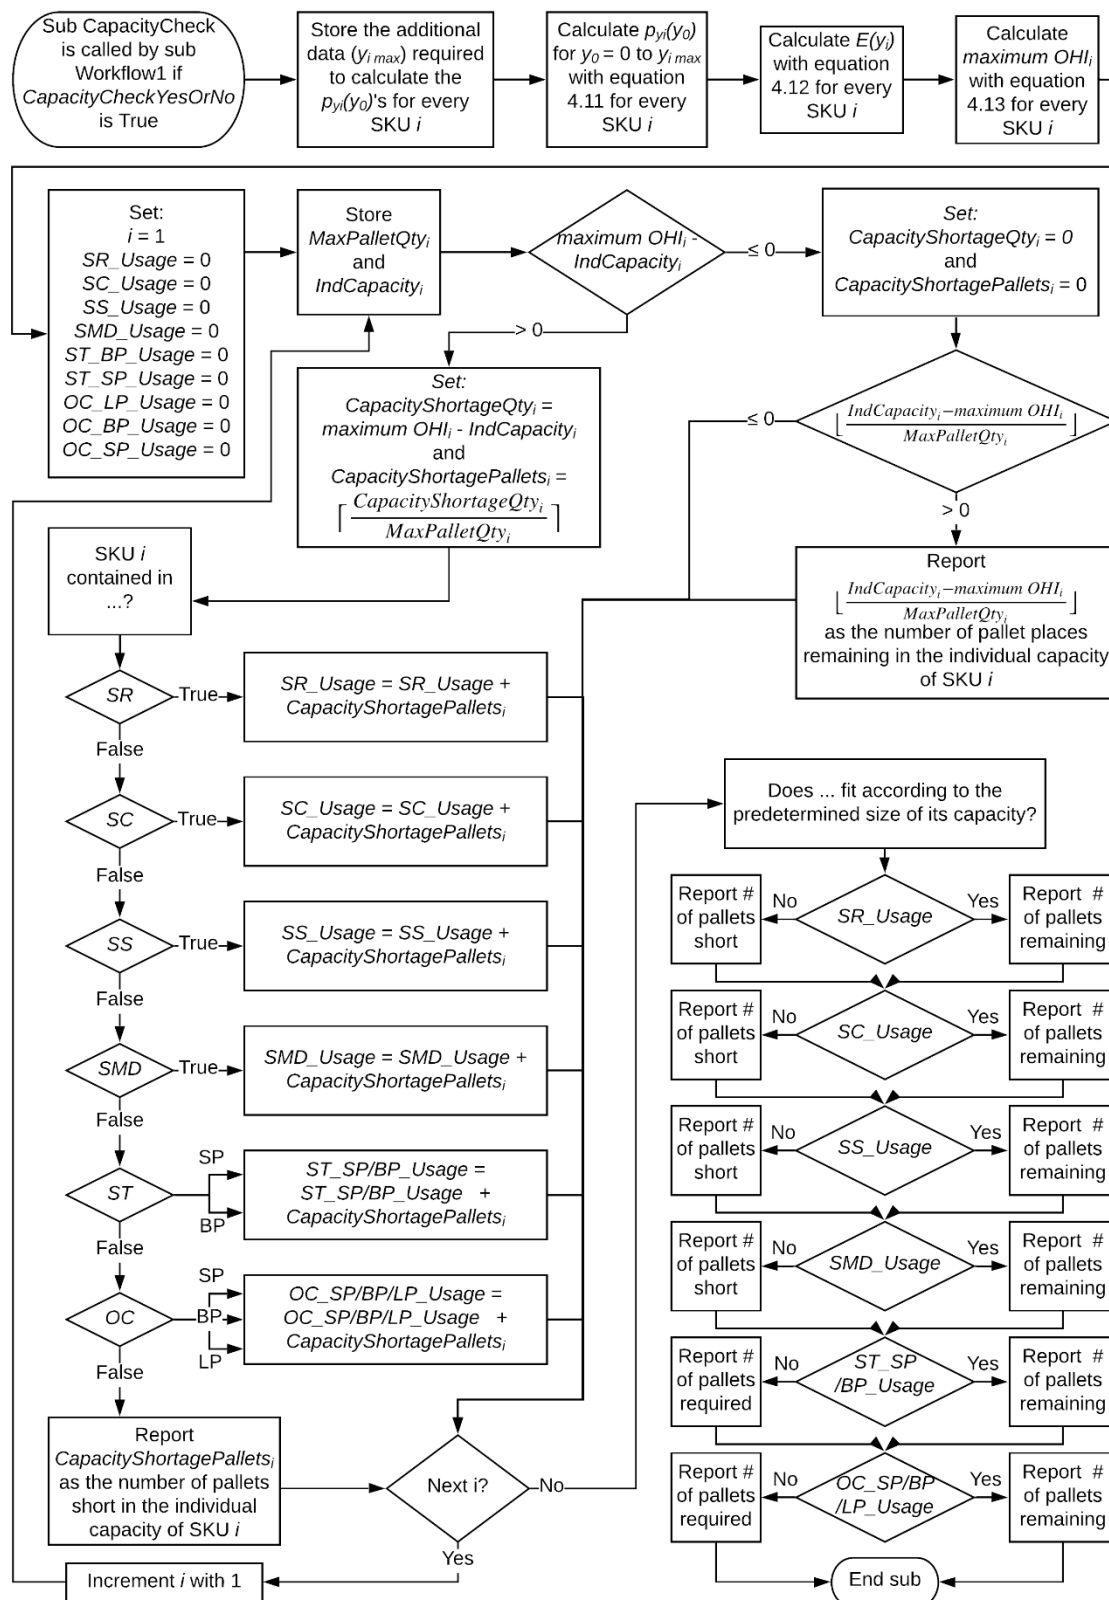 Sub CapacityCheck
is called by sub
Workflow1 if
CapacityCheckYesOrNo
is True
Store the additional
data (yi max) required
to calculate the
pyi(y0)'s for every
SKU i
Calculate pyi(y0)
for y0 = 0 to yi max
with equation
4.11 for every
SKU i
Calculate E(yi)
with equation
4.12 for every
SKU i
Calculate
maximum OHIi
with equation
4.13 for every
SKU i
Set:
i = 1
SR_Usage = 0
SC_Usage = 0
SS_Usage = 0
SMD_Usage = 0
ST_BP_Usage = 0
ST_SP_Usage = 0
OC_LP_Usage = 0
OC_BP_Usage = 0
OC_SP_Usage = 0
Store
MaxPalletQtyi
and
IndCapacityi
maximum OHIi -
IndCapacityi
≤ 0
> 0
Set:
CapacityShortageQtyi = 0
and
CapacityShortagePalletsi = 0
Set:
CapacityShortageQtyi =
maximum OHIi - IndCapacityi
and
CapacityShortagePalletsi =
⌈CapacityShortageQtyi
MaxPalletQtyi⌉
≤ 0
⌊IndCapacityi−maximum OHIi
MaxPalletQtyi⌋
> 0
Report
⌊IndCapacityi−maximum OHIi
MaxPalletQtyi⌋
as the number of pallet places
remaining in the individual capacity
of SKU i
SKU i
contained in
...?
SR
True
SR_Usage = SR_Usage +
CapacityShortagePalletsi
False
SC
True
SC_Usage = SC_Usage +
CapacityShortagePalletsi
False
SS
True
SS_Usage = SS_Usage +
CapacityShortagePalletsi
False
SMD
True
SMD_Usage = SMD_Usage +
CapacityShortagePalletsi
False
ST
SP
BP
ST_SP/BP_Usage =
ST_SP/BP_Usage +
CapacityShortagePalletsi
False
OC
SP
BP
LP
OC_SP/BP/LP_Usage =
OC_SP/BP/LP_Usage +
CapacityShortagePalletsi
False
Report
CapacityShortagePalletsi
as the number of pallets
short in the individual
capacity of SKU i
Next i?
No
Yes
Increment i with 1
Does ... fit according to the
predetermined size of its capacity?
Report #
of pallets
short
No
SR_Usage
Yes
Report #
of pallets
remaining
Report #
of pallets
short
No
SC_Usage
Yes
Report #
of pallets
remaining
Report #
of pallets
short
No
SS_Usage
Yes
Report #
of pallets
remaining
Report #
of pallets
short
No
SMD_Usage
Yes
Report #
of pallets
remaining
Report #
of pallets
required
No
ST_SP
/BP_Usage
Yes
Report #
of pallets
remaining
Report #
of pallets
required
No
OC_SP/BP
/LP_Usage
Yes
Report #
of pallets
remaining
End sub